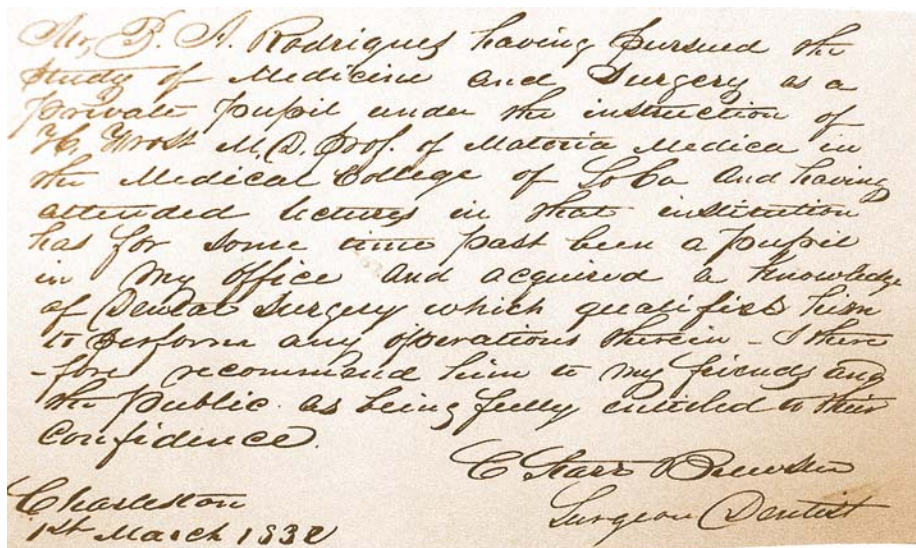 Mr, B. A. Rodrigues having pursued the
study of Medicine and Surgery as a
private pupil under the instruction of
H. Frost M.D. Prof. of Materia Medica in
the Medical College of So Ca and having
attended lectures in that institution
has for some time past been a pupil
in my office and acquired a knowledge
of Dental Surgery which qualifies him
to perform any operations therein - I there
-fore recommend him to my friends and
the public as being fully entitled to their
confidence.
C Starr Brewster
Surgeon Dentist
Charleston
1st March 1832